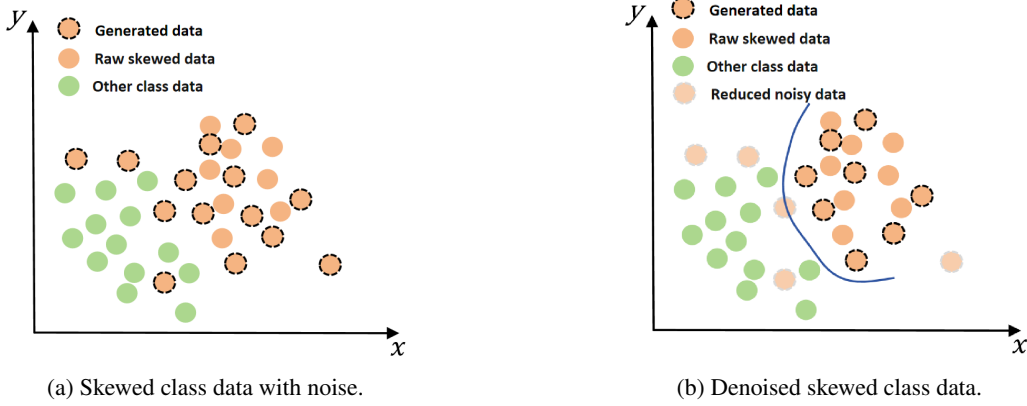 y
Generated data
Raw skewed data
Other class data
x
(a) Skewed class data with noise.
y
Generated data
Raw skewed data
Other class data
Reduced noisy data
x
(b) Denoised skewed class data.